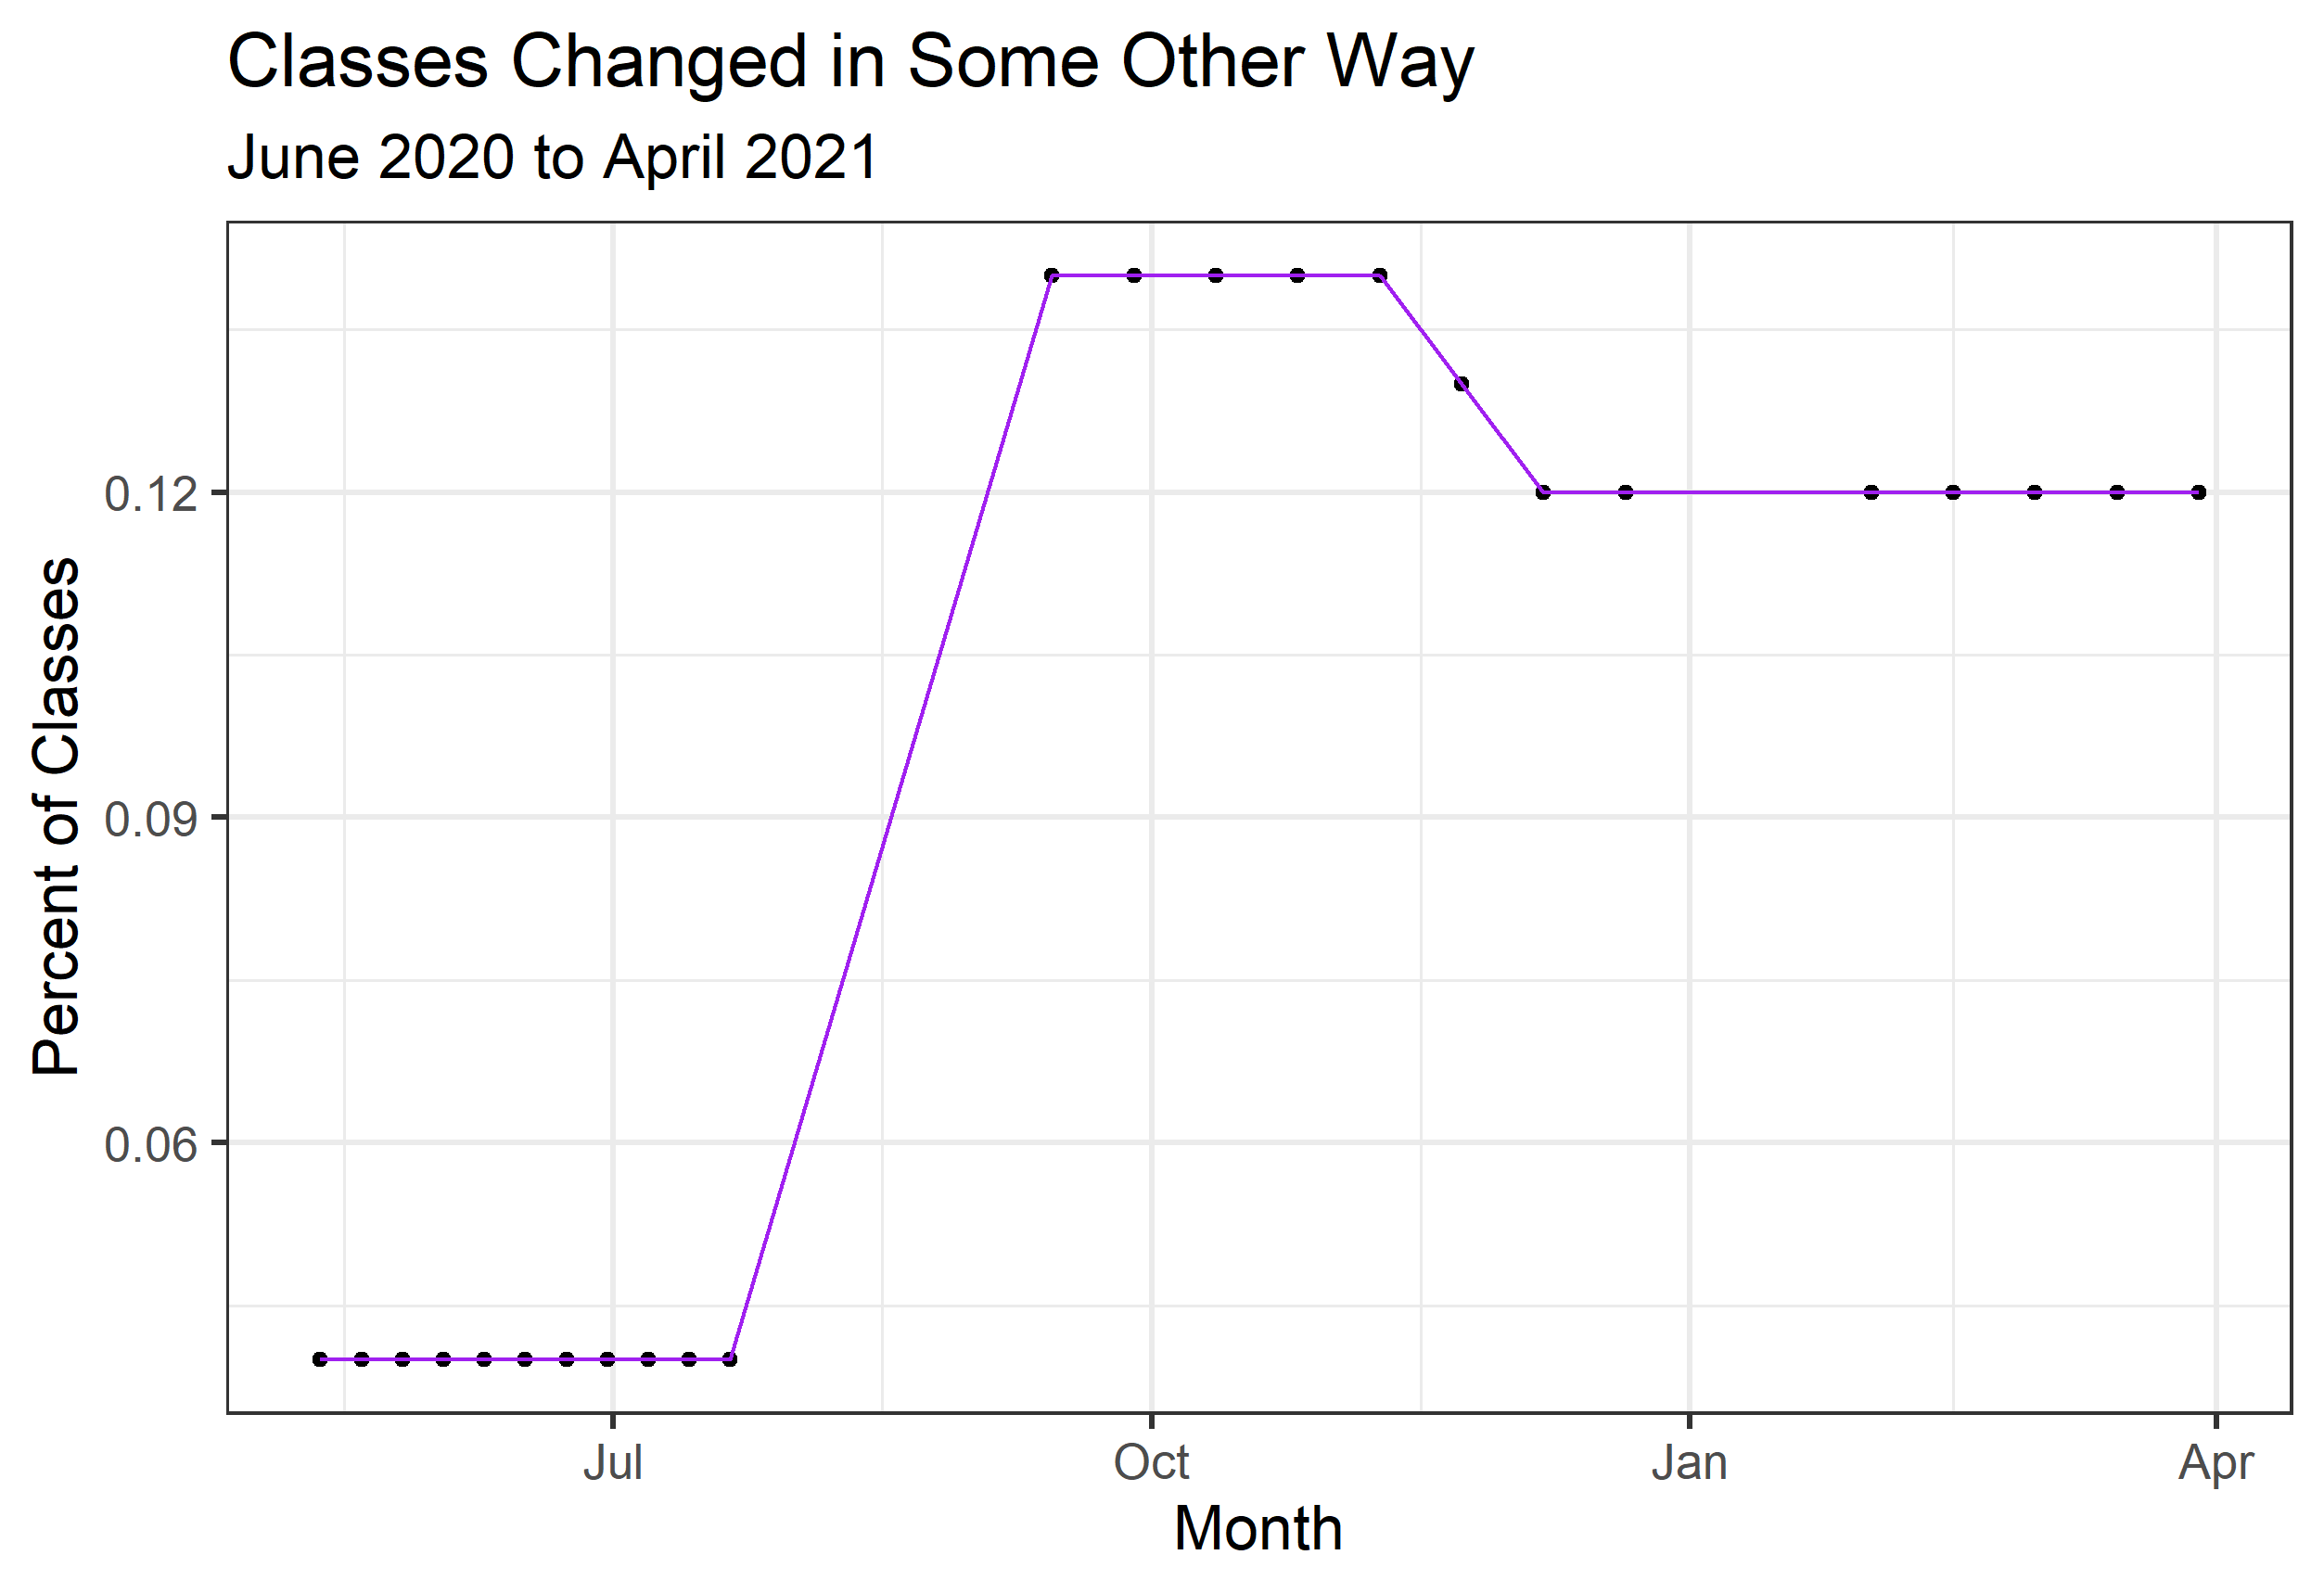 Classes Changed in Some Other Way
June 2020 to April 2021
Percent of Classes
0.12
0.09
0.06
Jul Oct Jan Apr
Month